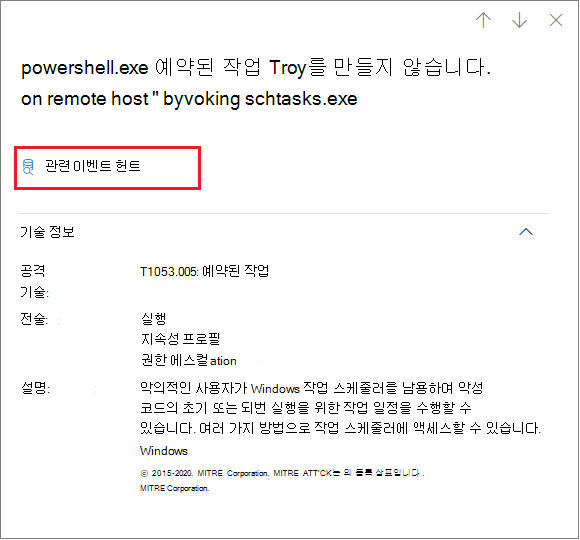 powershell.exe 예약된 작업 Troy를 만들지 않습니다.
on remote host " byvoking schtasks.exe
관련 이벤트 헌트
기술 정보
공격
기술:
T1053.005: 예약된 작업
전술:
실행
지속성 프로필
권한 에스컬ation
설명:
악의적인 사용자가 Windows 작업 스케줄러를 남용하여 악성
코드의 초기 또는 되번 실행을 위한 작업 일정을 수행할 수
있습니다. 여러 가지 방법으로 작업 스케줄러에 액세스할 수 있습니다.
Windows
© 2015-2020. MITRE Corporation. MITRE ATT'CK는 의 등록 상표입니다.
MITRE Corporation.